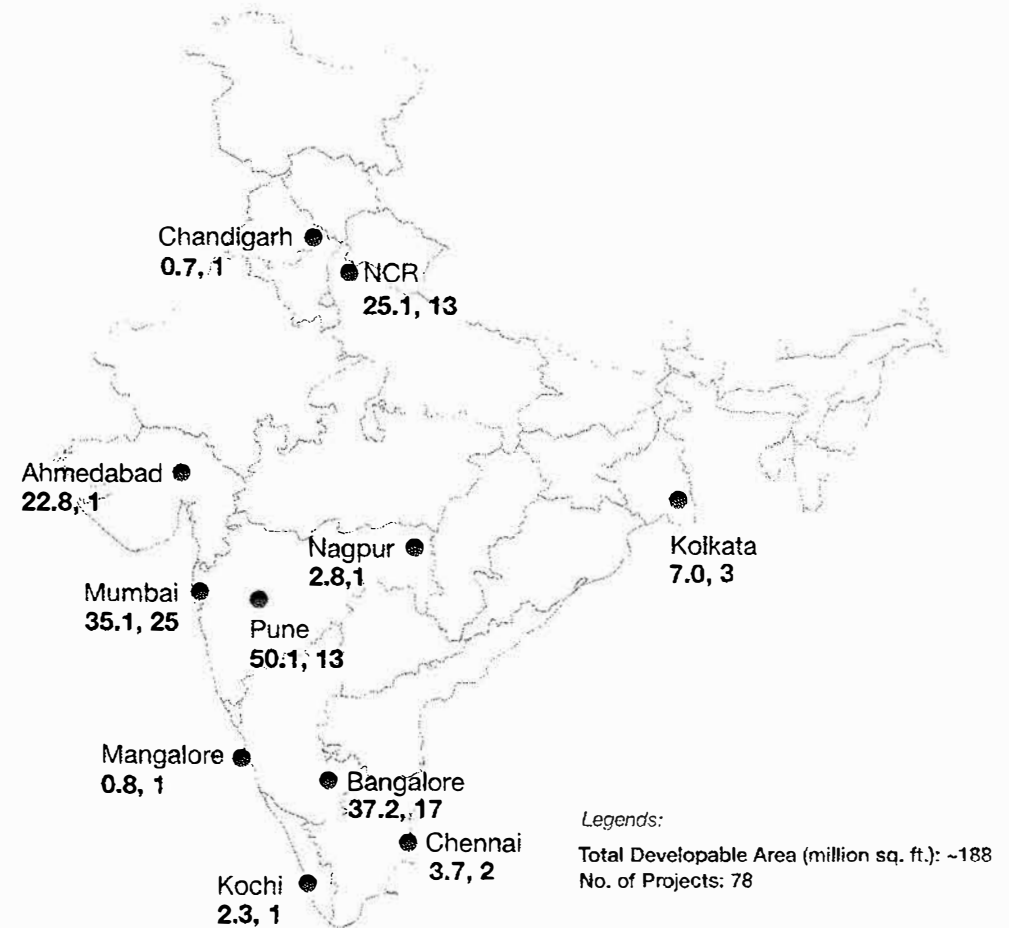 Chandigarh
0.7, 1
NCR
25.1, 13
Ahmedabad
22.8, 1
Nagpur
2.8,1
Kolkata
7.0, 3
Mumbai
35.1, 25
Pune
50.1, 13
Mangalore
0.8, 1
Bangalore
37.2, 17
Chennai
3.7, 2
Kochi
2.3, 1
Legends:
Total Developable Area (million sq. ft.): ~188
No. of Projects: 78